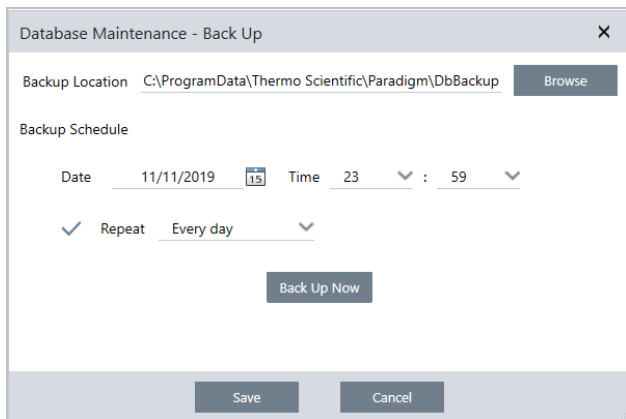 Database Maintenance - Back Up
Backup Location C:\ProgramData\Thermo Scientific\Paradigm\DbBackup Browse
Backup Schedule
Date 11/11/2019 15 Time 23 : 59
Repeat Every day
Back Up Now
Save Cancel